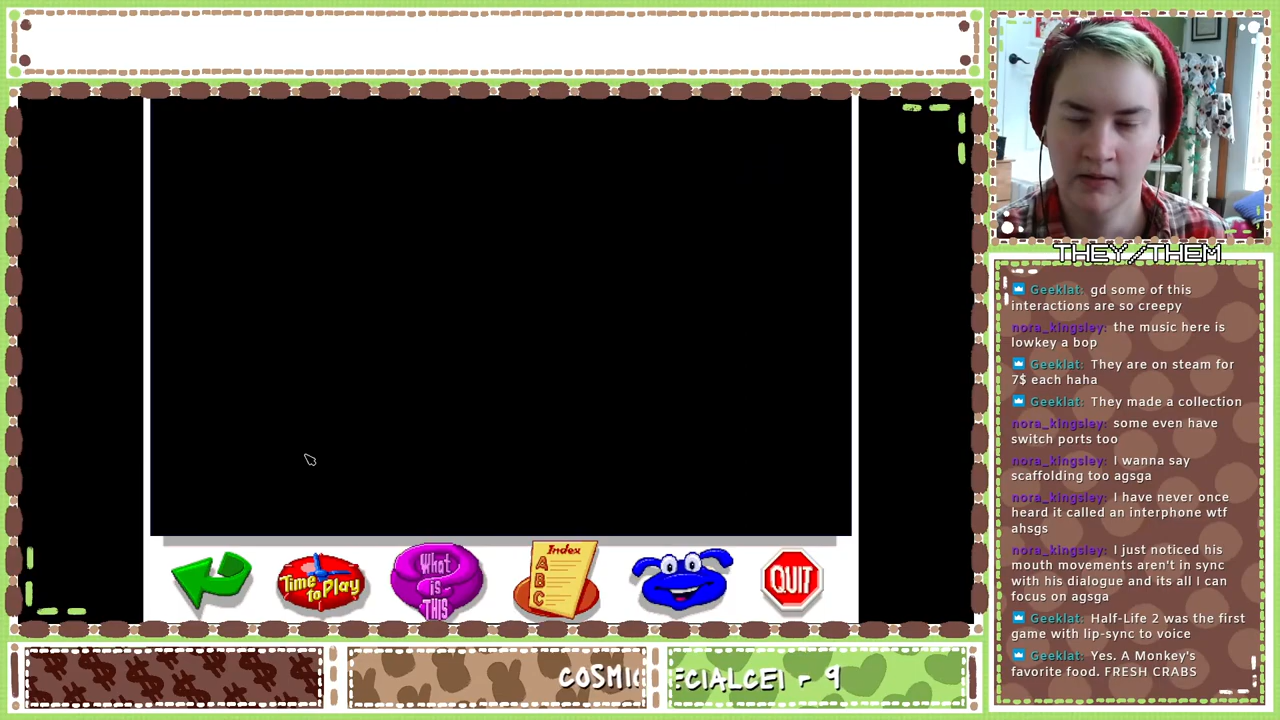 THEY/THEM
Geeklat: gd some of this
interactions are so creepy
nora_kingsley: the music here is
lowkey a bop
Geeklat: They are on steam for
7$ each haha
Geeklat: They made a collection
nora_kingsley: some even have
switch ports too
nora_kingsley: I wanna say
scaffolding too agsga
nora_kingsley: I have never once
heard it called an interphone wtf
ahsgs
nora_kingsley: I just noticed his
mouth movements aren't in sync
with his dialogue and its all I can
focus on agsga
Geeklat: Half-Life 2 was the first
game with lip-sync to voice
Geeklat: Yes. A Monkey's
favorite food. FRESH CRABS
Time to Play
What
is
THIS
Index
A
B
C
QUIT
COSMIC
ECIALCEI - 9